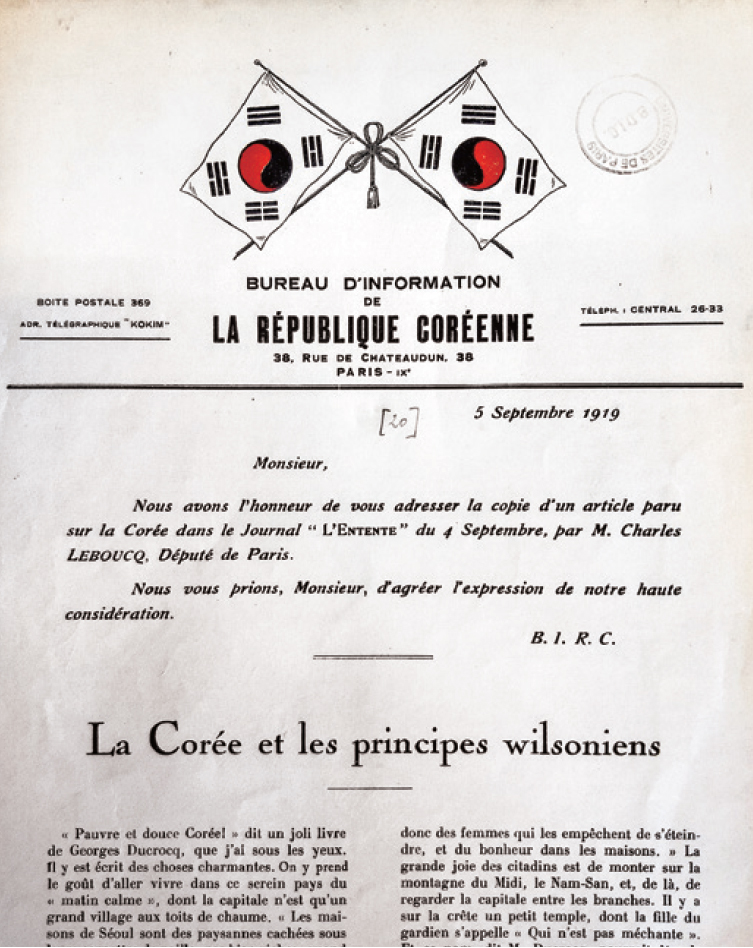 B.D.I.C.
BUREAU D'INFORMATION
DE
LA RÉPUBLIQUE CORÉENNE
38, RUE DE CHATEAUDUN, 38
PARIS - IXᵉ
BOITE POSTALE 369
ADR. TÉLÉGRAPHIQUE "KOKIM"
TÉLEPH. : CENTRAL 26-33
[20]
5 Septembre 1919
Monsieur,
Nous avons l'honneur de vous adresser la copie d'un article paru
sur la Corée dans le Journal " L'ENTENTE " du 4 Septembre, par M. Charles
LEBOUCQ, Député de Paris.
Nous vous prions, Monsieur, d'agréer l'expression de notre haute
considération.
B. I. R. C.
La Corée et les principes wilsoniens
« Pauvre et douce Corée! » dit un joli livre
de Georges Ducrocq, que j'ai sous les yeux.
Il y est écrit des choses charmantes. On y prend
le goût d'aller vivre dans ce serein pays du
« matin calme », dont la capitale n'est qu'un
grand village aux toits de chaume. « Les mai-
sons de Séoul sont des paysannes cachées sous
donc des femmes qui les empêchent de s'étein-
dre, et du bonheur dans les maisons. » La
grande joie des citadins est de monter sur la
montagne du Midi, le Nam-San, et, de là, de
regarder la capitale entre les branches. Il y a
sur la crête un petit temple, dont la fille du
gardien s'appelle « Qui n'est pas méchante ».